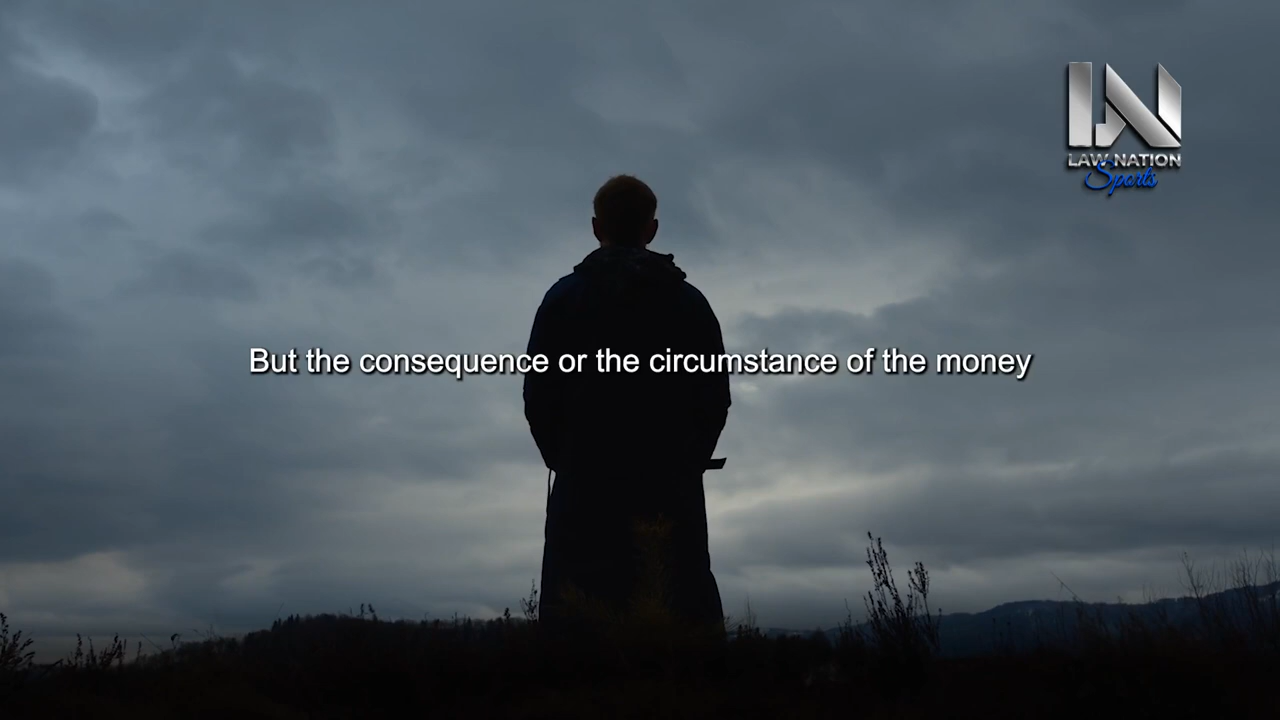 LAW NATION
Sports
But the consequence or the circumstance of the money